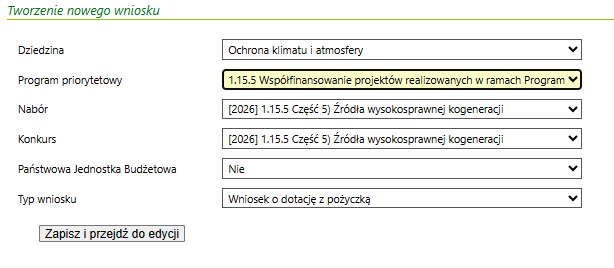 Tworzenie nowego wniosku
Dziedzina Ochrona klimatu i atmosfery
Program priorytetowy 1.15.5 Współfinansowanie projektów realizowanych w ramach Program
Nabór [2026] 1.15.5 Część 5) Źródła wysokosprawnej kogeneracji
Konkurs [2026] 1.15.5 Część 5) Źródła wysokosprawnej kogeneracji
Państwowa Jednostka Budżetowa Nie
Typ wniosku Wniosek o dotację z pożyczką
Zapisz i przejdź do edycji